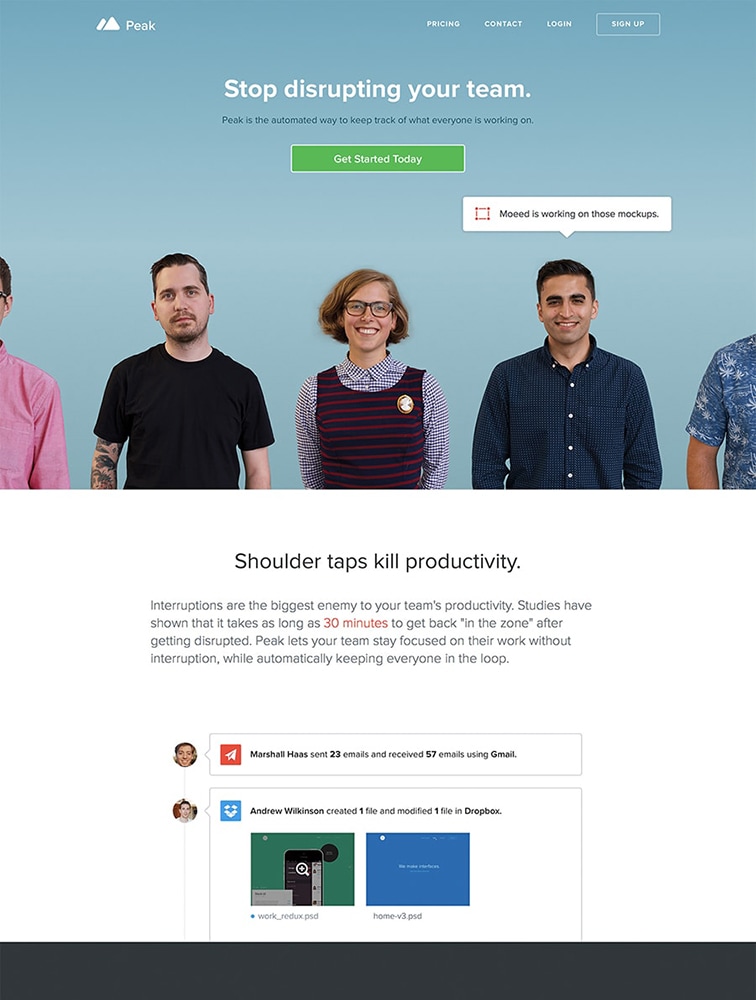 Peak
PRICING
CONTACT
LOGIN
SIGN UP
Stop disrupting your team.
Peak is the automated way to keep track of what everyone is working on.
Get Started Today
Moeed is working on those mockups.
Shoulder taps kill productivity.
Interruptions are the biggest enemy to your team's productivity. Studies have
shown that it takes as long as 30 minutes to get back "in the zone" after
getting disrupted. Peak lets your team stay focused on their work without
interruption, while automatically keeping everyone in the loop.
Marshall Haas sent 23 emails and received 57 emails using Gmail.
Andrew Wilkinson created 1 file and modified 1 file in Dropbox.
We make interfaces.
work_redux.psd
home-v3.psd